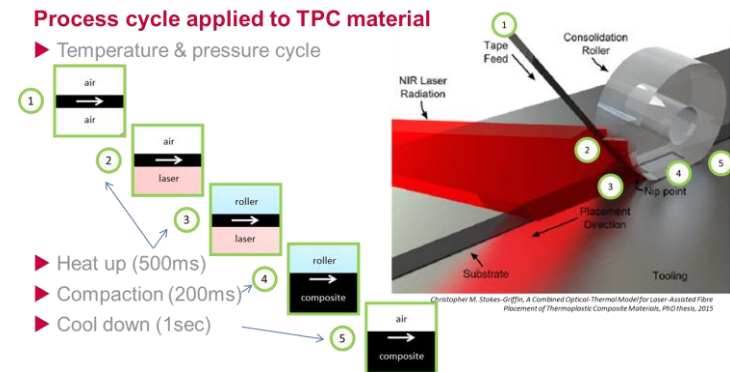 Process cycle applied to TPC material
▶ Temperature & pressure cycle
1
air
air
2
air
laser
3
roller
laser
▶ Heat up (500ms)
▶ Compaction (200ms)
▶ Cool down (1sec)
4
roller
composite
5
air
composite
1
Tape
Feed
Consolidation
Roller
NIR Laser
Radiation
2
3
4
5
Nip point
Placement
Direction
Substrate
Tooling
Christopher M. Stokes-Griffin, A Combined Optical-Thermal Model for Laser-Assisted Fibre
Placement of Thermoplastic Composite Materials, PhD thesis, 2015